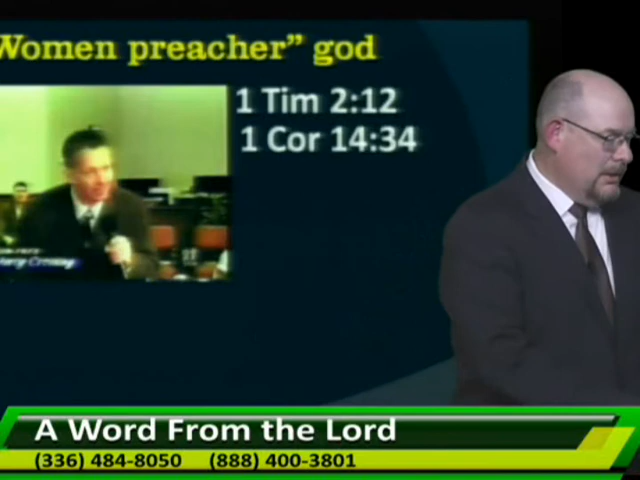 Women preacher” god
1 Tim 2:12
1 Cor 14:34
A Word From the Lord
(336) 484-8050 (888) 400-3801